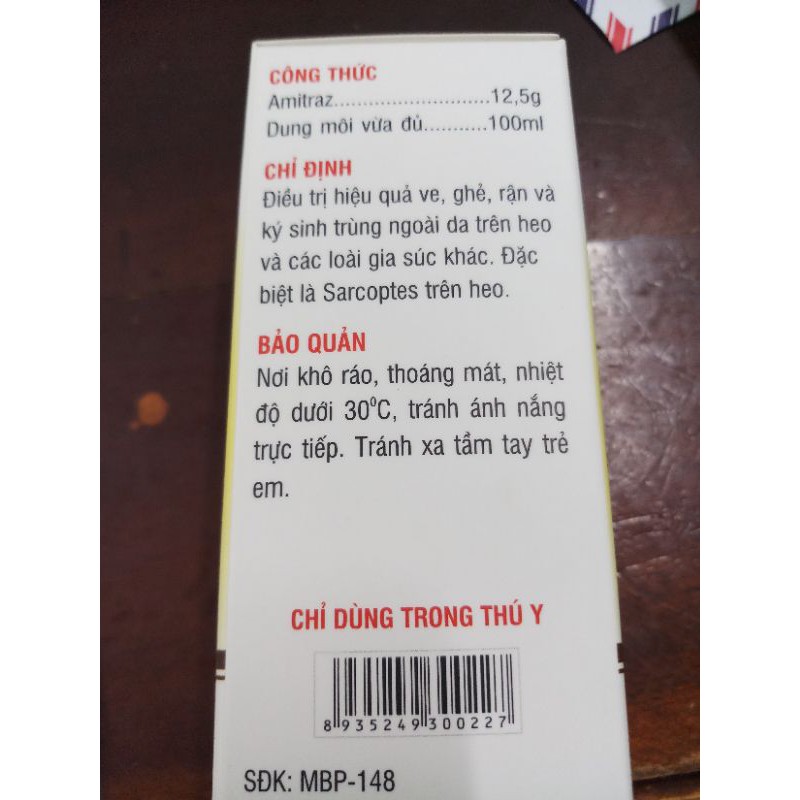 CÔNG THỨC
Amitraz...........................12,5g
Dung môi vừa đủ...........100ml
CHỈ ĐỊNH
Điều trị hiệu quả ve, ghẻ, rận và
ký sinh trùng ngoài da trên heo
và các loài gia súc khác. Đặc
biệt là Sarcoptes trên heo.
BẢO QUẢN
Nơi khô ráo, thoáng mát, nhiệt
độ dưới 30⁰C, tránh ánh nắng
trực tiếp. Tránh xa tầm tay trẻ
em.
CHỈ DÙNG TRONG THÚ Y
8 935249 300227
SĐK: MBP-148